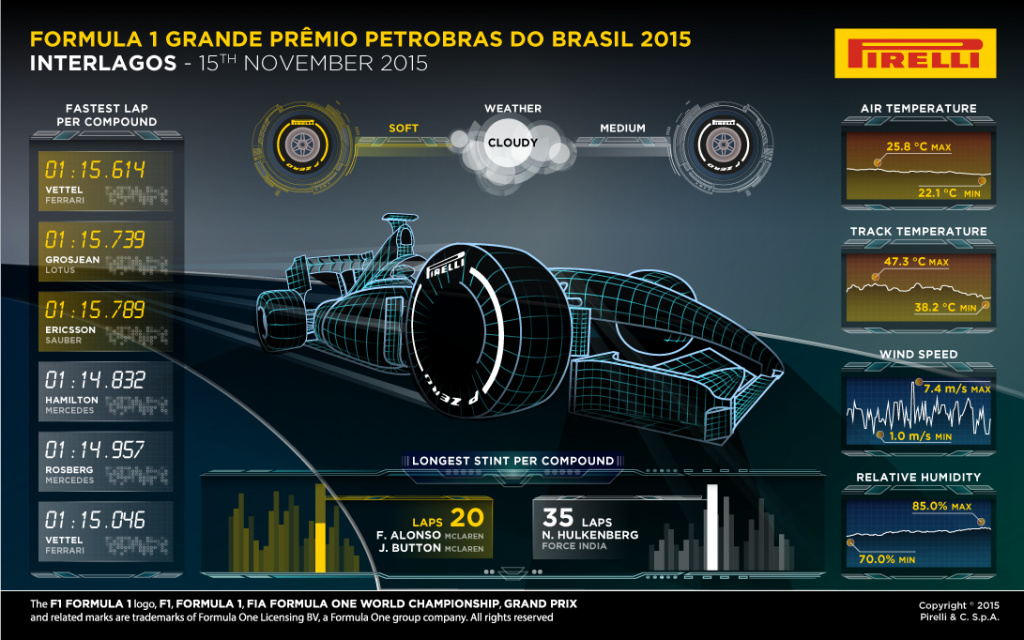 FORMULA 1 GRANDE PRÊMIO PETROBRAS DO BRASIL 2015
INTERLAGOS - 15TH NOVEMBER 2015
PIRELLI
FASTEST LAP
PER COMPOUND
01:15.614
VETTEL
FERRARI
01:15.739
GROSJEAN
LOTUS
01:15.789
ERICSSON
SAUBER
01:14.832
HAMILTON
MERCEDES
01:14.957
ROSBERG
MERCEDES
01:15.046
VETTEL
FERRARI
PIRELLI
P ZERO
SOFT
WEATHER
CLOUDY
MEDIUM
PIRELLI
P ZERO
PIRELLI
P ZERO
AIR TEMPERATURE
25.8 °C MAX
22.1 °C MIN
TRACK TEMPERATURE
47.3 °C MAX
38.2 °C MIN
WIND SPEED
7.4 m/s MAX
1.0 m/s MIN
RELATIVE HUMIDITY
85.0% MAX
70.0% MIN
LONGEST STINT PER COMPOUND
LAPS 20
F. ALONSO MCLAREN
J. BUTTON MCLAREN
35 LAPS
N. HULKENBERG
FORCE INDIA
The F1 FORMULA 1 logo, F1, FORMULA 1, FIA FORMULA ONE WORLD CHAMPIONSHIP, GRAND PRIX
and related marks are trademarks of Formula One Licensing BV, a Formula One group company. All rights reserved
Copyright © 2015
Pirelli & C. S.p.A.